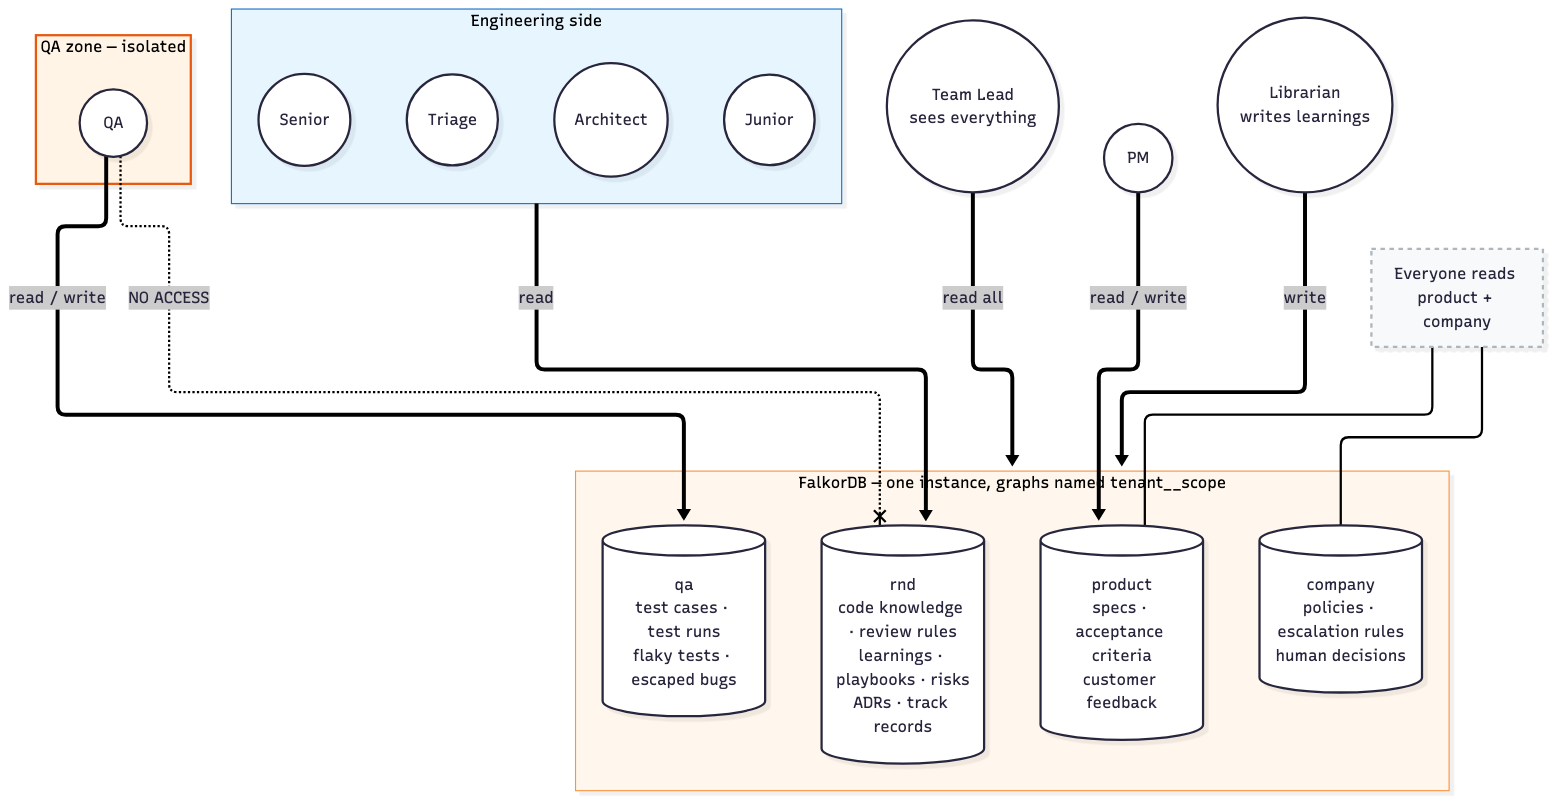 Engineering side
QA zone – isolated
QA
Senior
Triage
Architect
Junior
Team Lead
sees everything
PM
Librarian
writes learnings
Everyone reads
product +
company
read / write
NO ACCESS
read
read all
read / write
write
FalkorDB – one instance, graphs named tenant__scope
qa
test cases ·
test runs
flaky tests ·
escaped bugs
rnd
code knowledge
· review rules
learnings ·
playbooks · risks
ADRs · track
records
product
specs ·
acceptance
criteria
customer
feedback
company
policies ·
escalation rules
human decisions